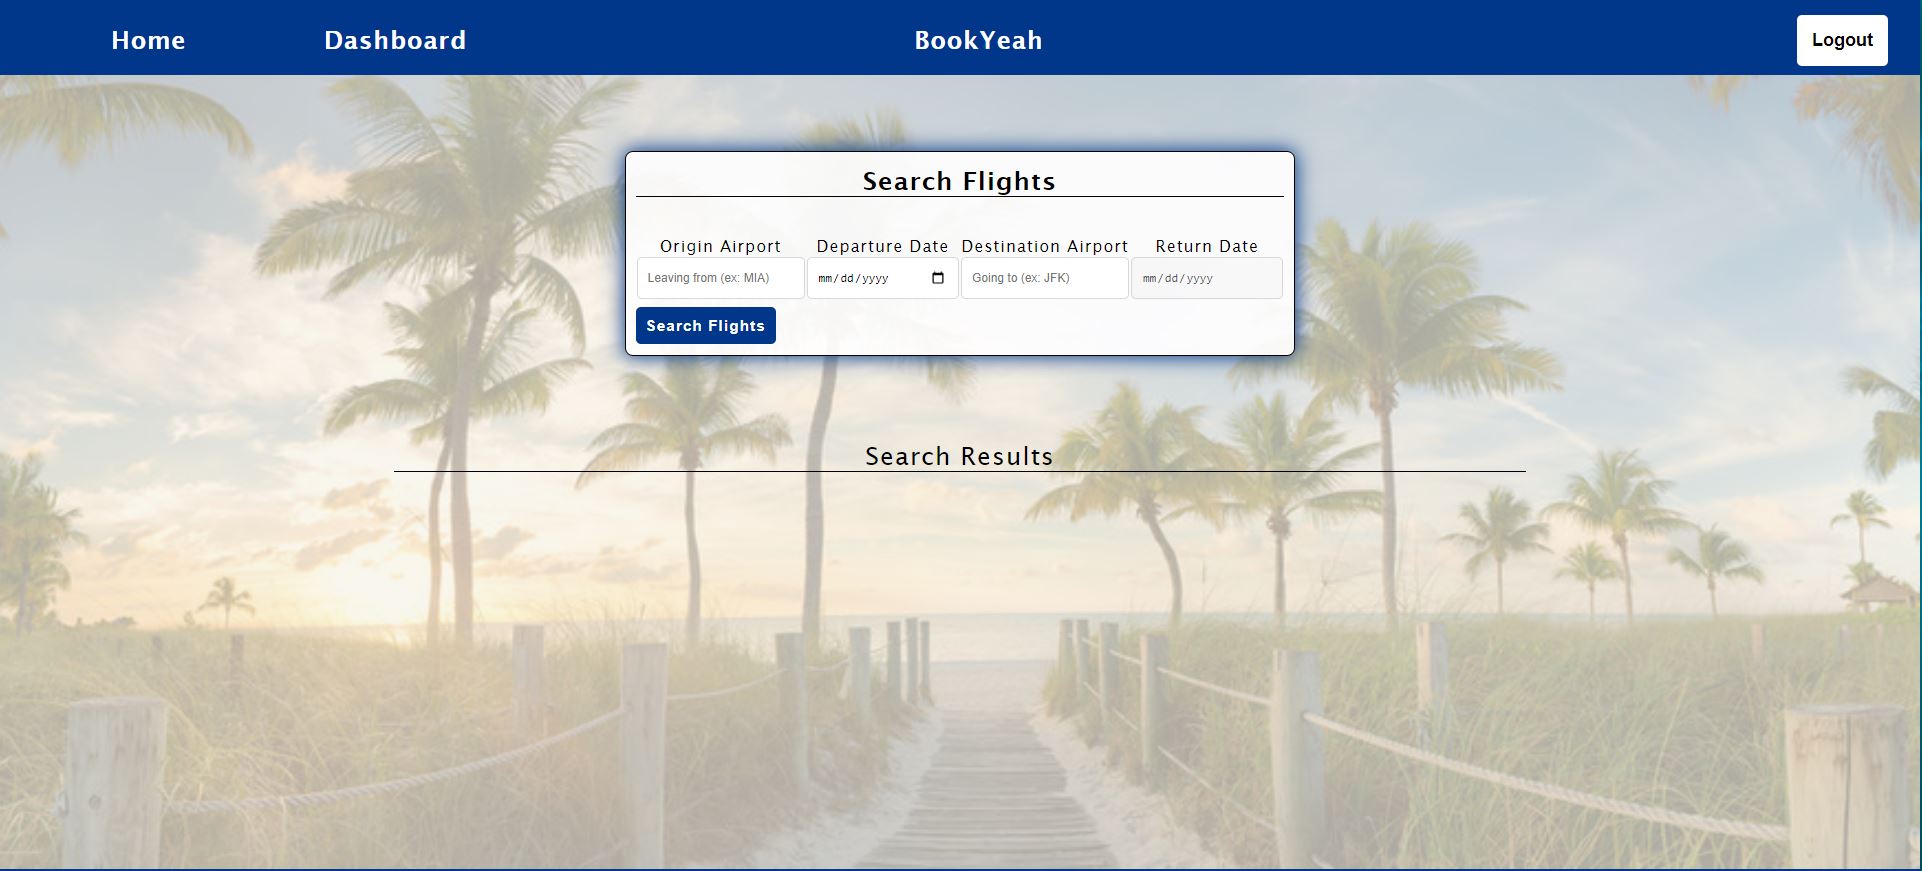 Home Dashboard BookYeah Logout
Search Flights
Origin Airport Departure Date Destination Airport Return Date
Leaving from (ex: MIA) mm/dd/yyyy Going to (ex: JFK) mm/dd/yyyy
Search Flights
Search Results